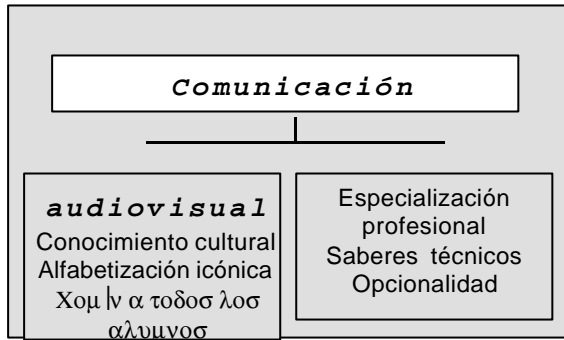 Comunicación
audiovisual
Conocimiento cultural
Alfabetización icónica
Χομ|ν α τοδοσ λοσ
αλυμνοσ
Especialización
profesional
Saberes técnicos
Opcionalidad